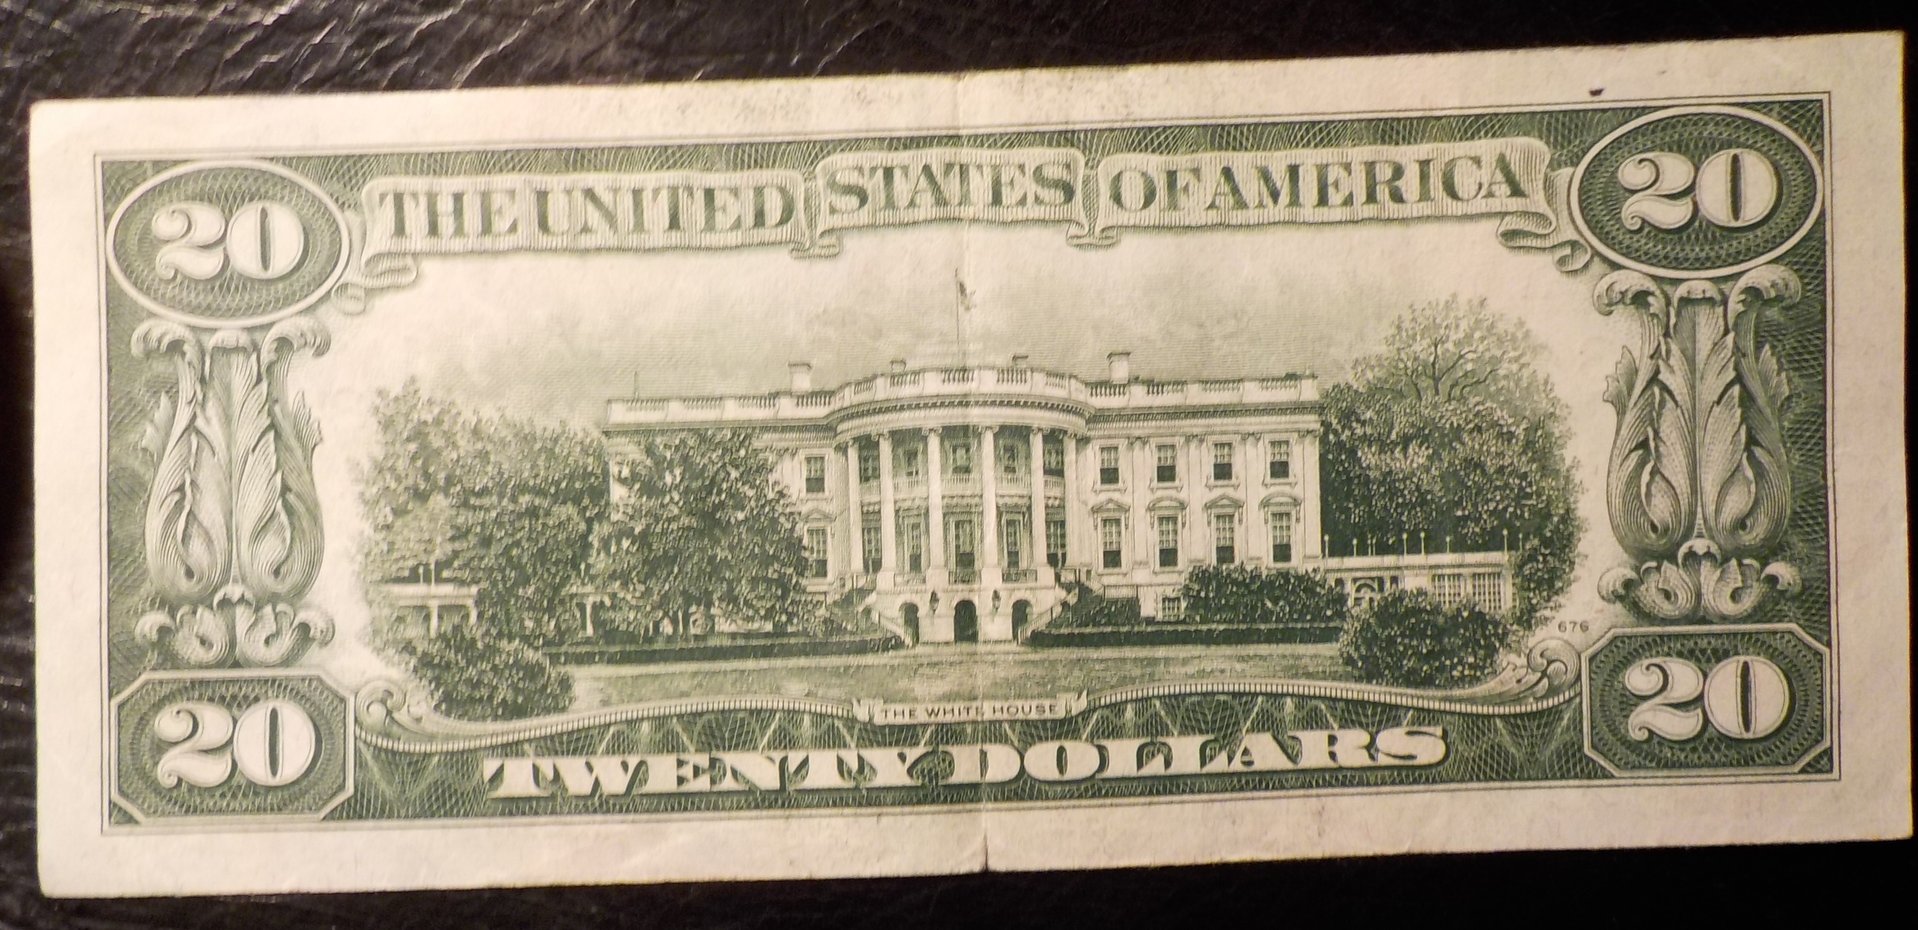 20 THE UNITED STATES OF AMERICA 20
676
THE WHITE HOUSE
20 TWENTY DOLLARS 20